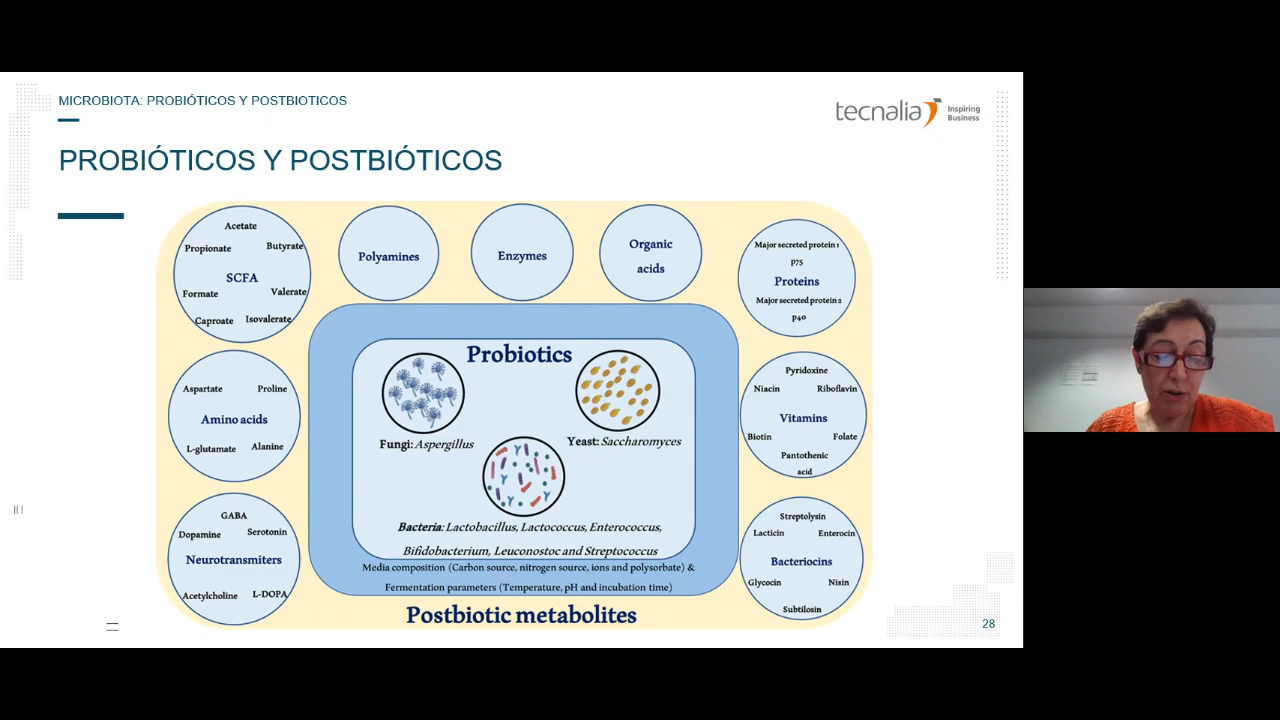 MICROBIOTA: PROBIÓTICOS Y POSTBIOTICOS
tecnalia
Inspiring
Business
PROBIÓTICOS Y POSTBIÓTICOS
Acetate
Propionate
Butyrate
SCFA
Formate
Valerate
Caproate
Isovalerate
Polyamines
Enzymes
Organic
acids
Major secreted protein 1
P75
Proteins
Major secreted protein 2
P40
Probiotics
Fungi: Aspergillus
Yeast: Saccharomyces
Bacteria: Lactobacillus, Lactococcus, Enterococcus,
Bifidobacterium, Leuconostoc and Streptococcus
Media composition (Carbon source, nitrogen source, ions and polysorbate) &
Fermentation parameters (Temperature, pH and incubation time)
Aspartate
Proline
Amino acids
L-glutamate
Alanine
Pyridoxine
Niacin
Riboflavin
Vitamins
Biotin
Folate
Pantothenic
acid
GABA
Dopamine
Serotonin
Neurotransmiters
Acetylcholine
L-DOPA
Streptolysin
Lacticin
Enterocin
Bacteriocins
Glycocin
Nisin
Subtilosin
Postbiotic metabolites
28